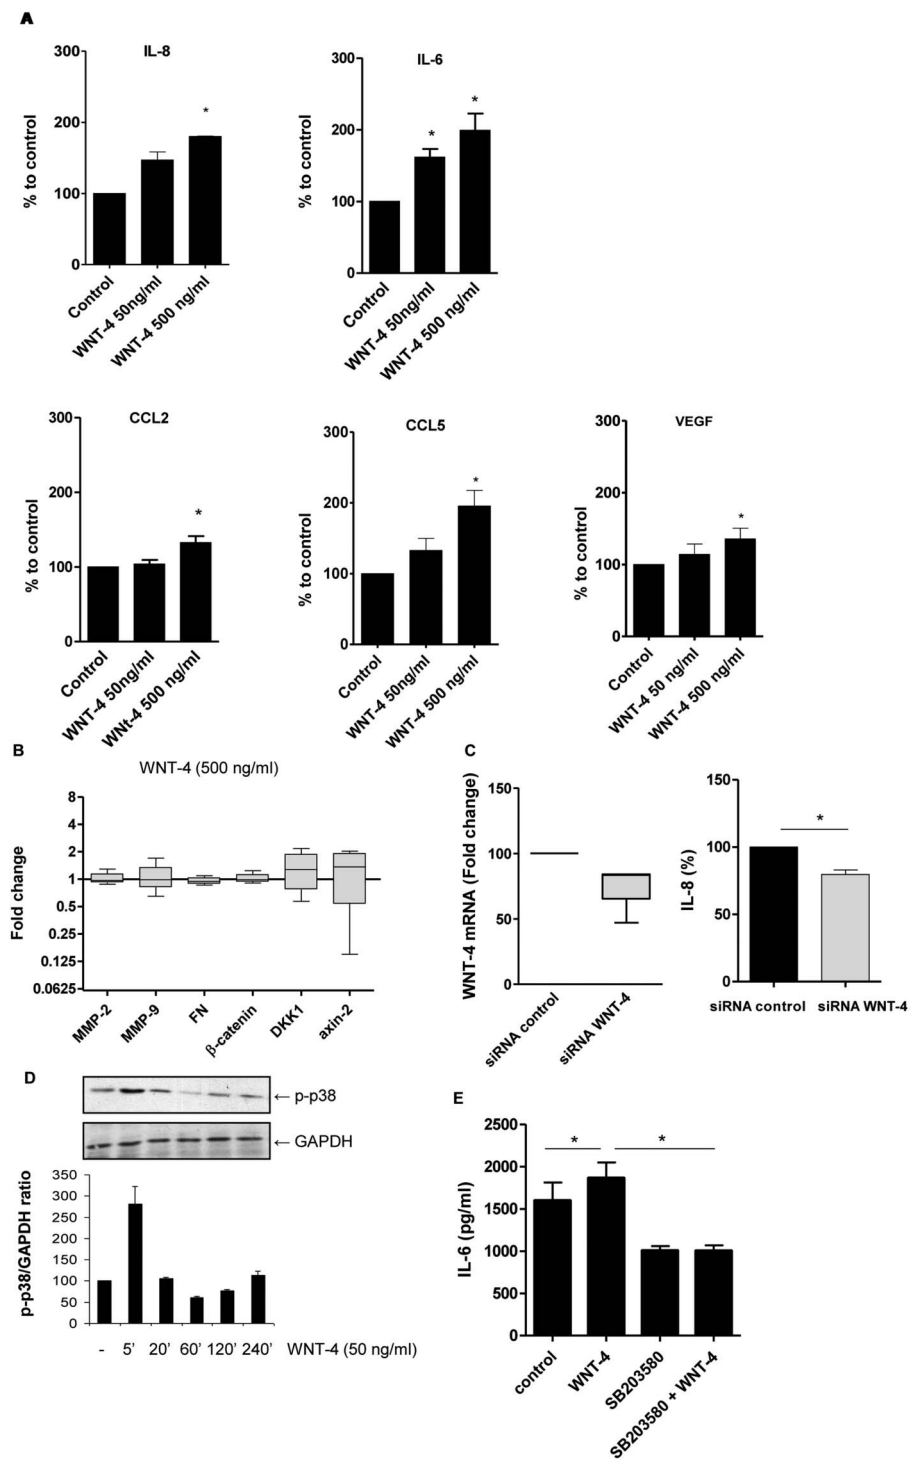 A
IL-8
300
200
100
0
% to control
Control
WNT-4 50ng/ml
WNT-4 500 ng/ml
*
IL-6
300
200
100
0
% to control
Control
WNT-4 50ng/ml
WNT-4 500 ng/ml
*
*
CCL2
300
200
100
0
% to control
Control
WNT-4 50ng/ml
WNt-4 500 ng/ml
*
CCL5
300
200
100
0
% to control
Control
WNT-4 50ng/ml
WNT-4 500 ng/ml
*
VEGF
300
200
100
0
% to control
Control
WNT-4 50 ng/ml
WNT-4 500 ng/ml
*
B
WNT-4 (500 ng/ml)
8
4
2
1
0.5
0.25
0.125
0.0625
Fold change
MMP-2
MMP-9
FN
β-catenin
DKK1
axin-2
C
150
100
50
0
WNT-4 mRNA (Fold change)
siRNA control
siRNA WNT-4
150
100
50
0
IL-8 (%)
*
siRNA control
siRNA WNT-4
D
← p-p38
← GAPDH
350
300
250
200
150
100
50
0
p-p38/GAPDH ratio
- 5' 20' 60' 120' 240' WNT-4 (50 ng/ml)
E
2500
2000
1500
1000
500
0
IL-6 (pg/ml)
*
*
control
WNT-4
SB203580
SB203580 + WNT-4